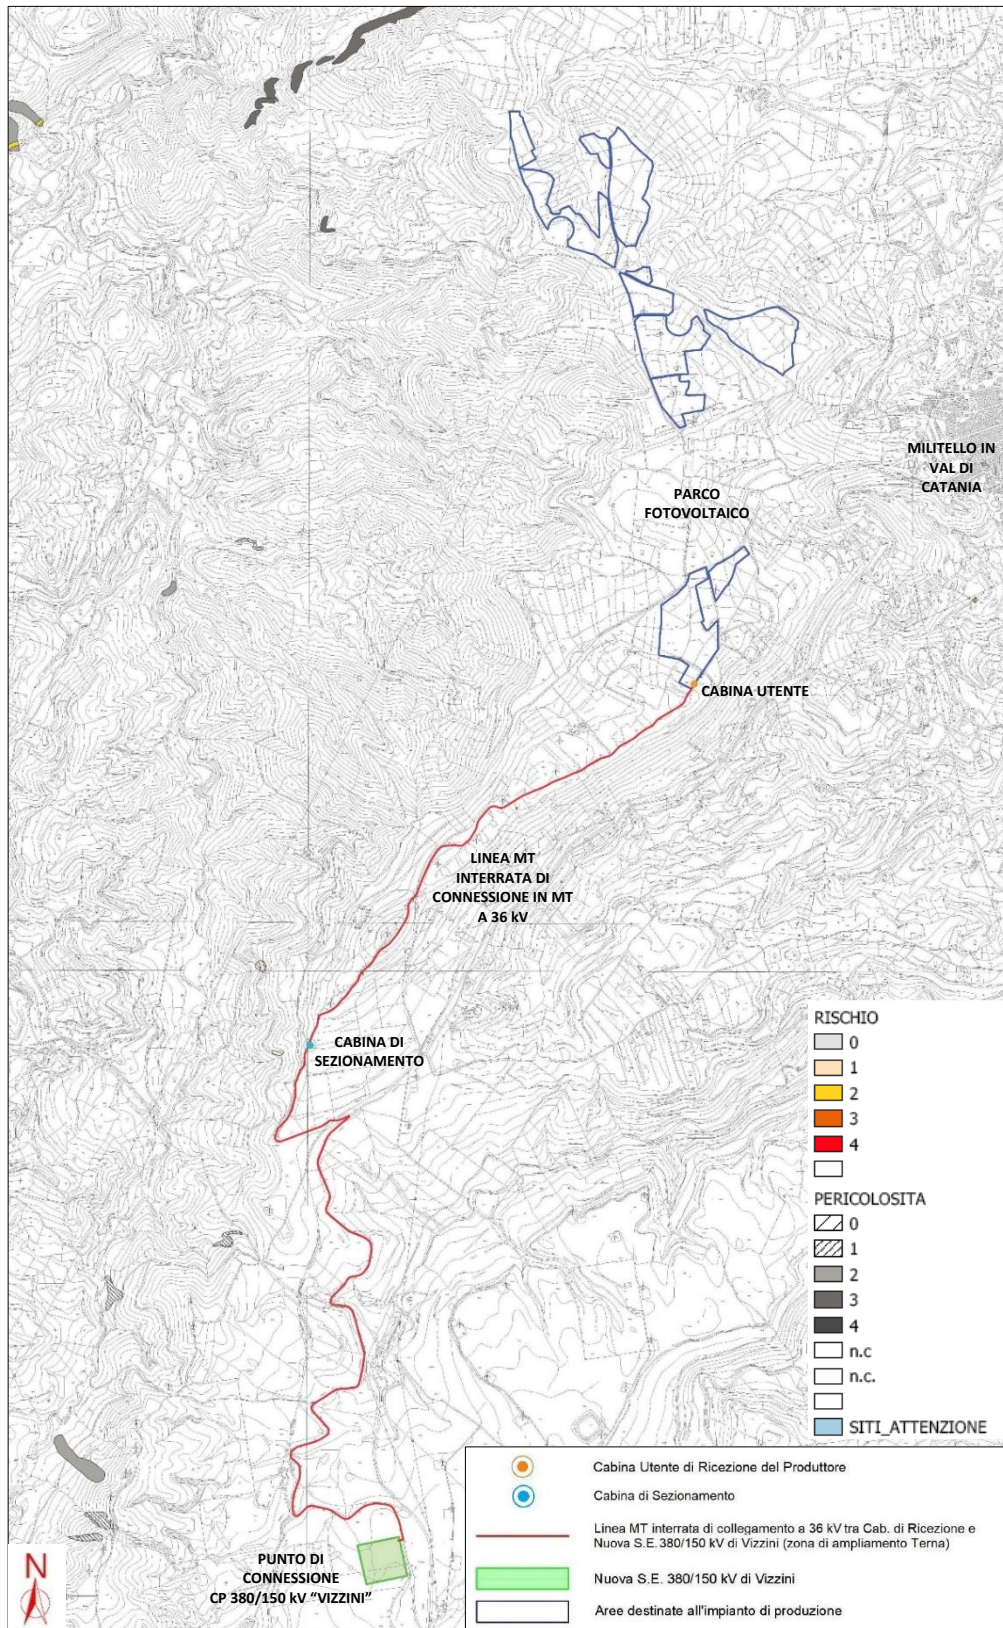 MILITELLO IN
VAL DI
CATANIA
PARCO
FOTOVOLTAICO
CABINA UTENTE
LINEA MT
INTERRATA DI
CONNESSIONE IN MT
A 36 kV
CABINA DI
SEZIONAMENTO
RISCHIO
0
1
2
3
4
PERICOLOSITA
0
1
2
3
4
n.c
n.c.
SITI_ATTENZIONE
PUNTO DI
CONNESSIONE
CP 380/150 kV “VIZZINI”
N
Cabina Utente di Ricezione del Produttore
Cabina di Sezionamento
Linea MT interrata di collegamento a 36 kV tra Cab. di Ricezione e
Nuova S.E. 380/150 kV di Vizzini (zona di ampliamento Terna)
Nuova S.E. 380/150 kV di Vizzini
Aree destinate all'impianto di produzione